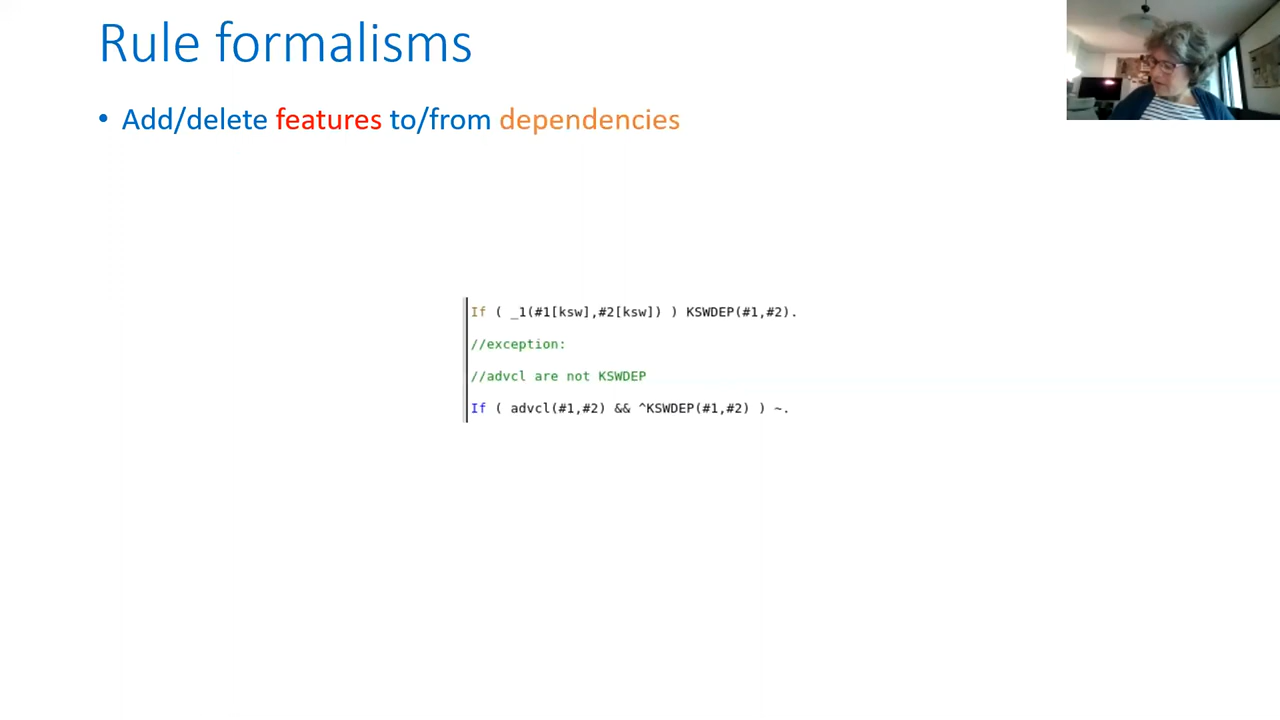 Rule formalisms
• Add/delete features to/from dependencies
If ( _1(#1[ksw],#2[ksw]) ) KSWDEP(#1,#2).
//exception:
//advcl are not KSWDEP
If ( advcl(#1,#2) && ^KSWDEP(#1,#2) ) ~.